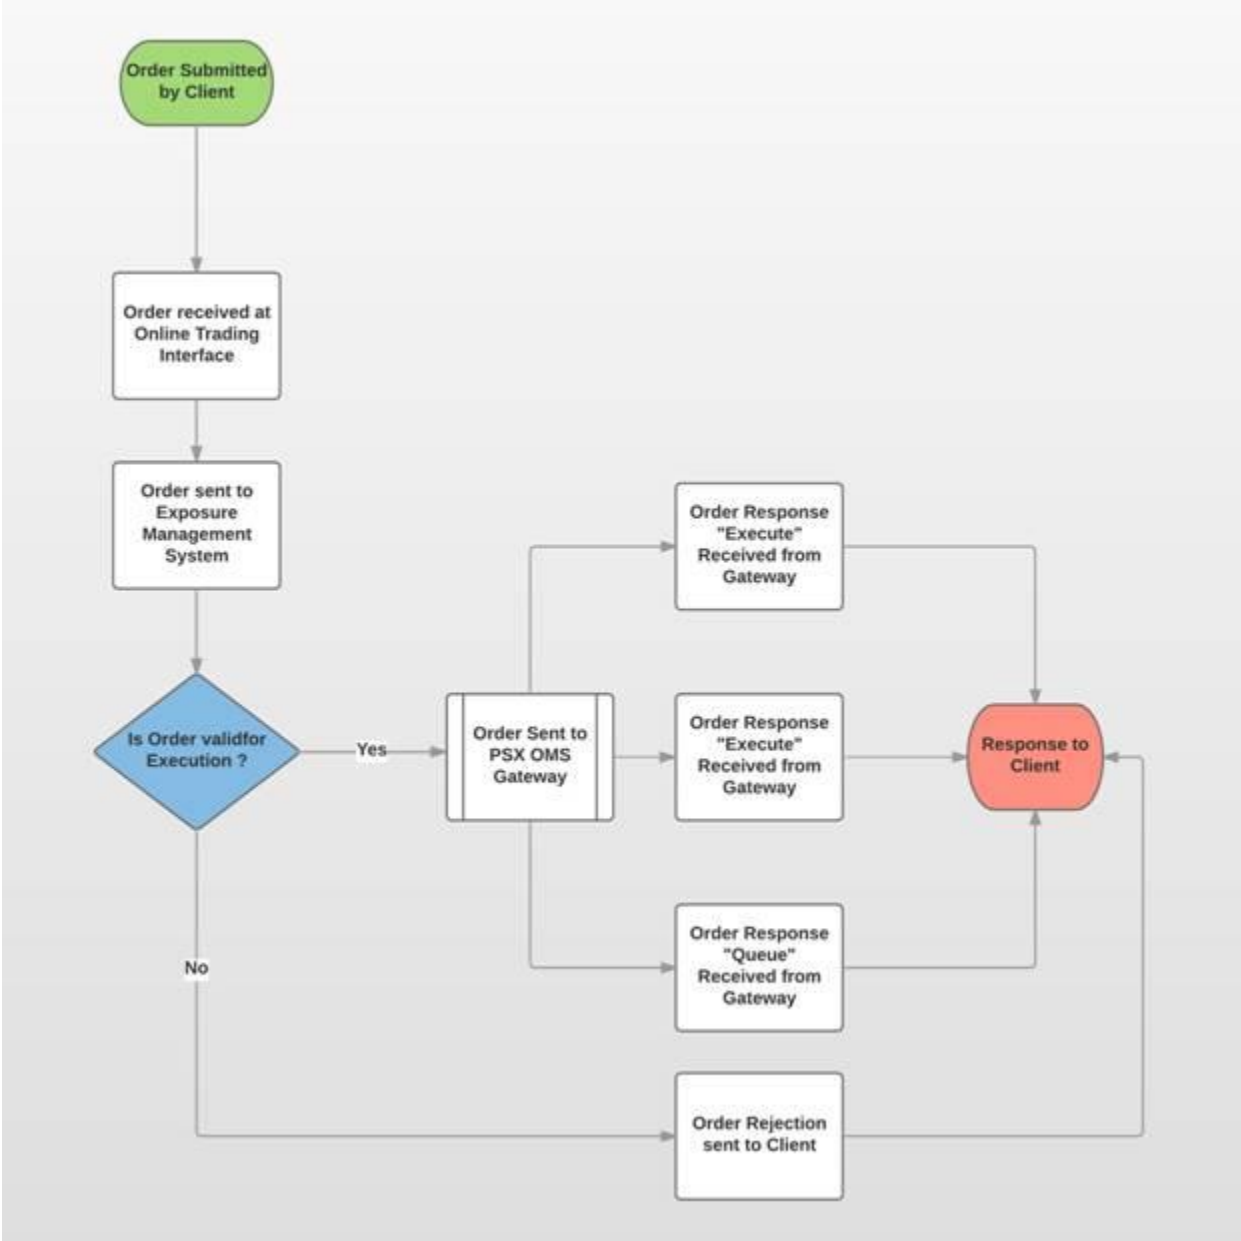 Order Submitted
by Client
Order received at
Online Trading
Interface
Order sent to
Exposure
Management
System
Is Order validfor
Execution ?
Yes
No
Order Sent to
PSX OMS
Gateway
Order Response
"Execute"
Received from
Gateway
Order Response
"Execute"
Received from
Gateway
Order Response
"Queue"
Received from
Gateway
Order Rejection
sent to Client
Response to
Client